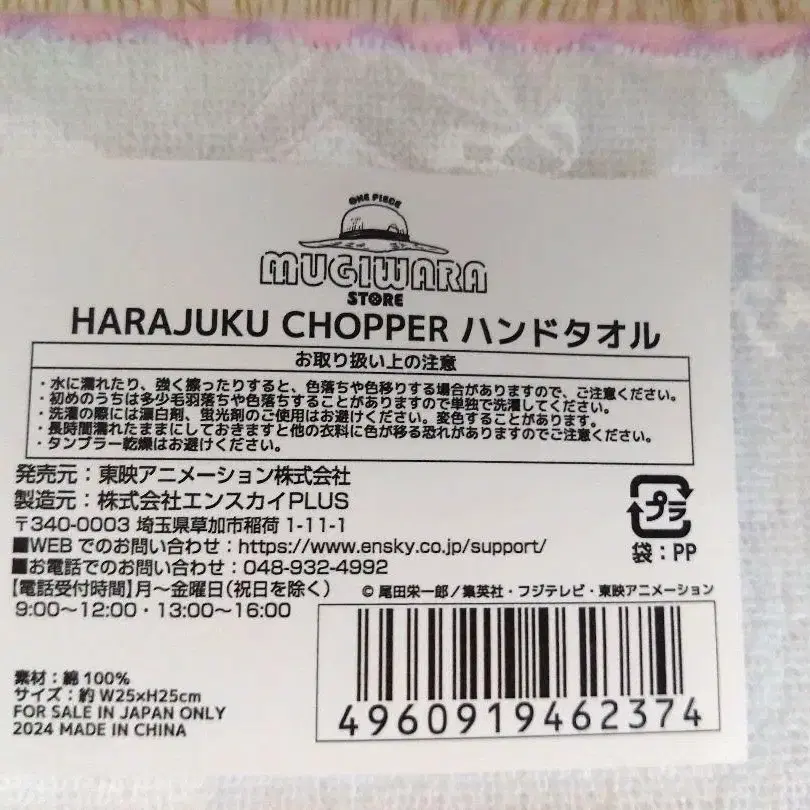 ONE PIECE
MUGIWARA
STORE
HARAJUKU CHOPPER ハンドタオル
お取り扱い上の注意
・水に濡れたり、強く擦ったりすると、色落ちや色移りする場合がありますので、ご注意ください。
・初めのうちは多少毛羽落ちや色落ちすることがありますので単独で洗濯してください。
・洗濯の際には漂白剤、蛍光剤のご使用はお避けください。変色することがあります。
・長時間濡れたままにしておきますと他の衣料に色が移る恐れがありますのでご注意ください。
・タンブラー乾燥はお避けください。
発売元：東映アニメーション株式会社
製造元：株式会社エンスカイPLUS
〒340-0003 埼玉県草加市稲荷 1-11-1
■WEB でのお問い合わせ：https://www.ensky.co.jp/support/
■お電話でのお問い合わせ：048-932-4992
【電話受付時間】月～金曜日（祝日を除く）
9:00～12:00・13:00～16:00
プラ
袋：PP
© 尾田栄一郎／集英社・フジテレビ・東映アニメーション
素材：綿 100%
サイズ：約 W25×H25cm
FOR SALE IN JAPAN ONLY
2024 MADE IN CHINA
4960919462374